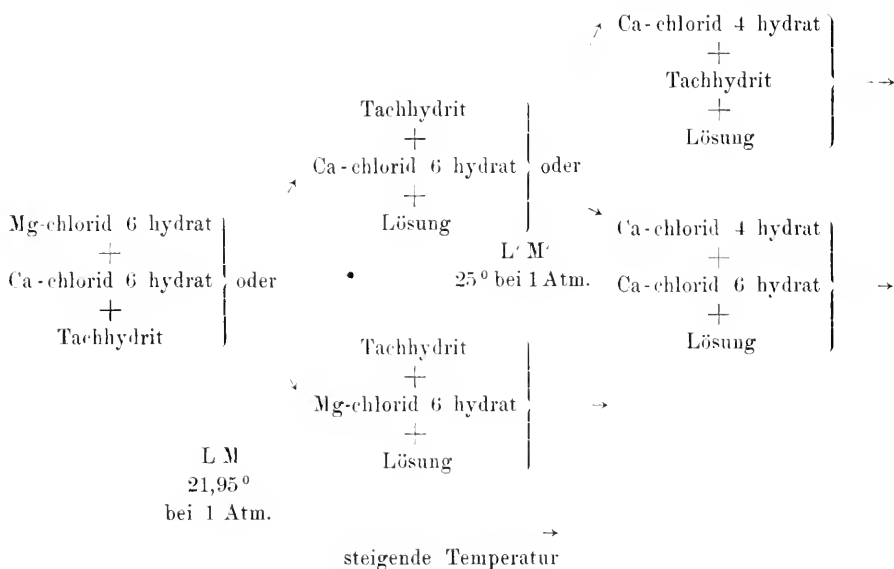 Ca-chlorid 4 hydrat
+
Tachhydrit
+
Lösung
Tachhydrit
+
Ca-chlorid 6 hydrat
+
Lösung
oder
L' M'
25° bei 1 Atm.
Ca-chlorid 4 hydrat
+
Ca-chlorid 6 hydrat
+
Lösung
Mg-chlorid 6 hydrat
+
Ca-chlorid 6 hydrat
+
Tachhydrit
oder
Tachhydrit
+
Mg-chlorid 6 hydrat
+
Lösung
L M
21,95°
bei 1 Atm.
steigende Temperatur